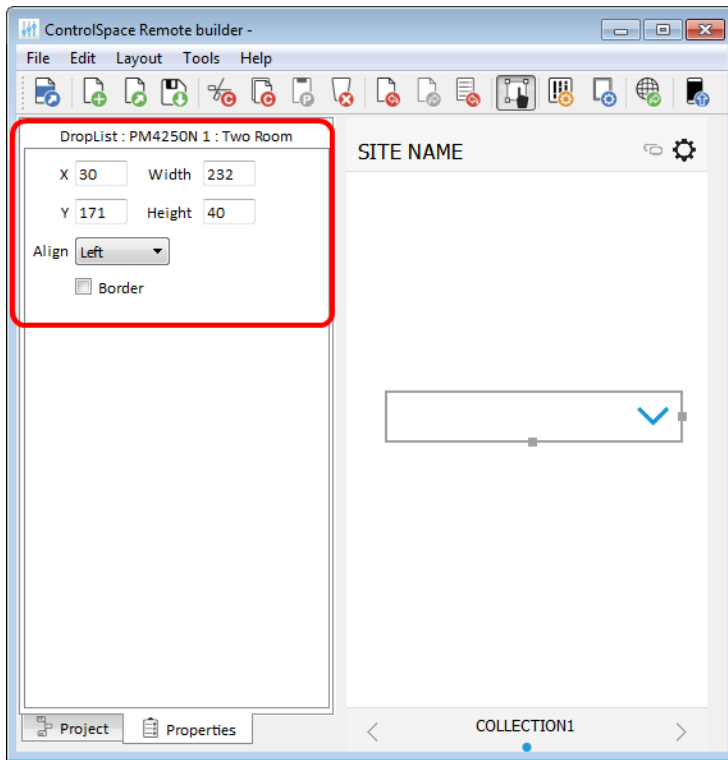 ControlSpace Remote builder -
File Edit Layout Tools Help
DropList : PM4250N 1 : Two Room
X 30 Width 232
Y 171 Height 40
Align Left
Border
SITE NAME
COLLECTION1
Project Properties